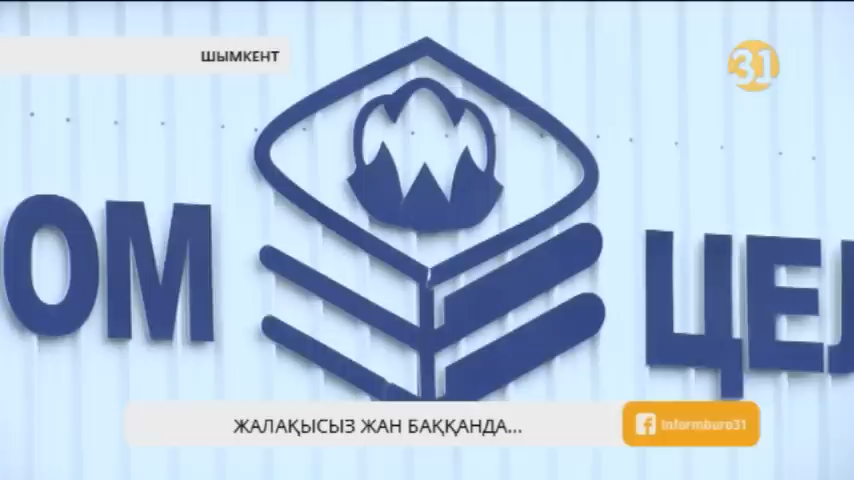 ШЫМКЕНТ
31
ОМ
ЦЕЛ
ЖАЛАҚЫСЫЗ ЖАН БАҚҚАНДА...
informburo31